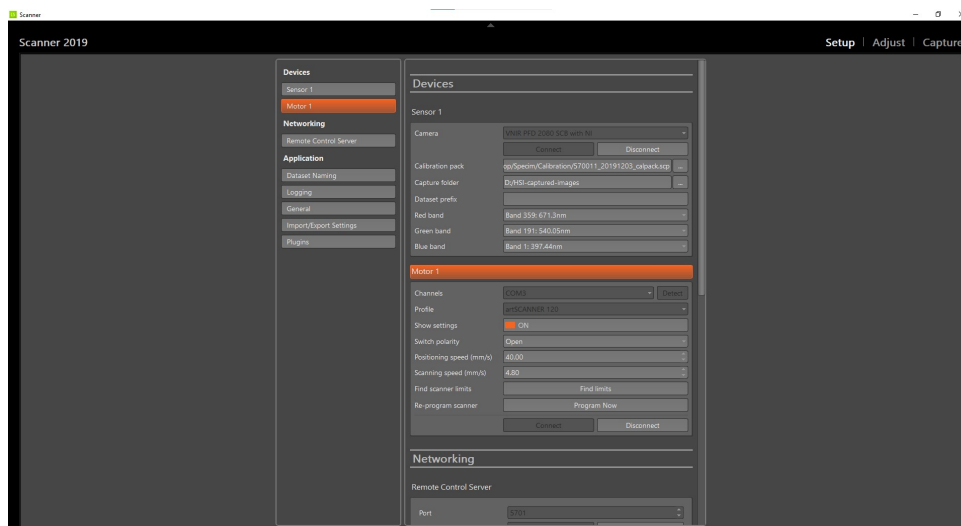 Scanner
Scanner 2019
Setup | Adjust | Capture
Devices
Sensor 1
Motor 1
Networking
Remote Control Server
Application
Dataset Naming
Logging
General
Import/Export Settings
Plugins
Devices
Sensor 1
Camera VNIR PFD 2080 SCB with NI
Connect Disconnect
Calibration pack op/Specim/Calibration/570011_20191203_calpack.scp ...
Capture folder D:/HSI-captured-images ...
Dataset prefix
Red band Band 359: 671.3nm
Green band Band 191: 540.05nm
Blue band Band 1: 397.44nm
Motor 1
Channels COM3 Detect
Profile artSCANNER 120
Show settings ON
Switch polarity Open
Positioning speed (mm/s) 40.00
Scanning speed (mm/s) 4.80
Find scanner limits Find limits
Re-program scanner Program Now
Connect Disconnect
Networking
Remote Control Server
Port 5701